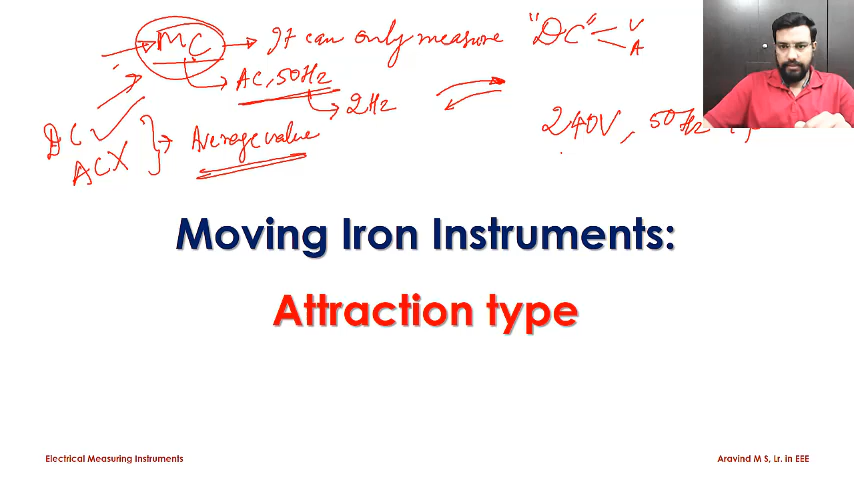 MC → It can only measure "DC" V
A
AC, 50Hz
2Hz
240V, 50Hz
DC ✓
ACX → Average value
Moving Iron Instruments:
Attraction type
Electrical Measuring Instruments
Aravind M S, Lr. in EEE